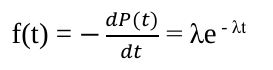 f(t) = − dP(t)/dt = λe^{-λt}